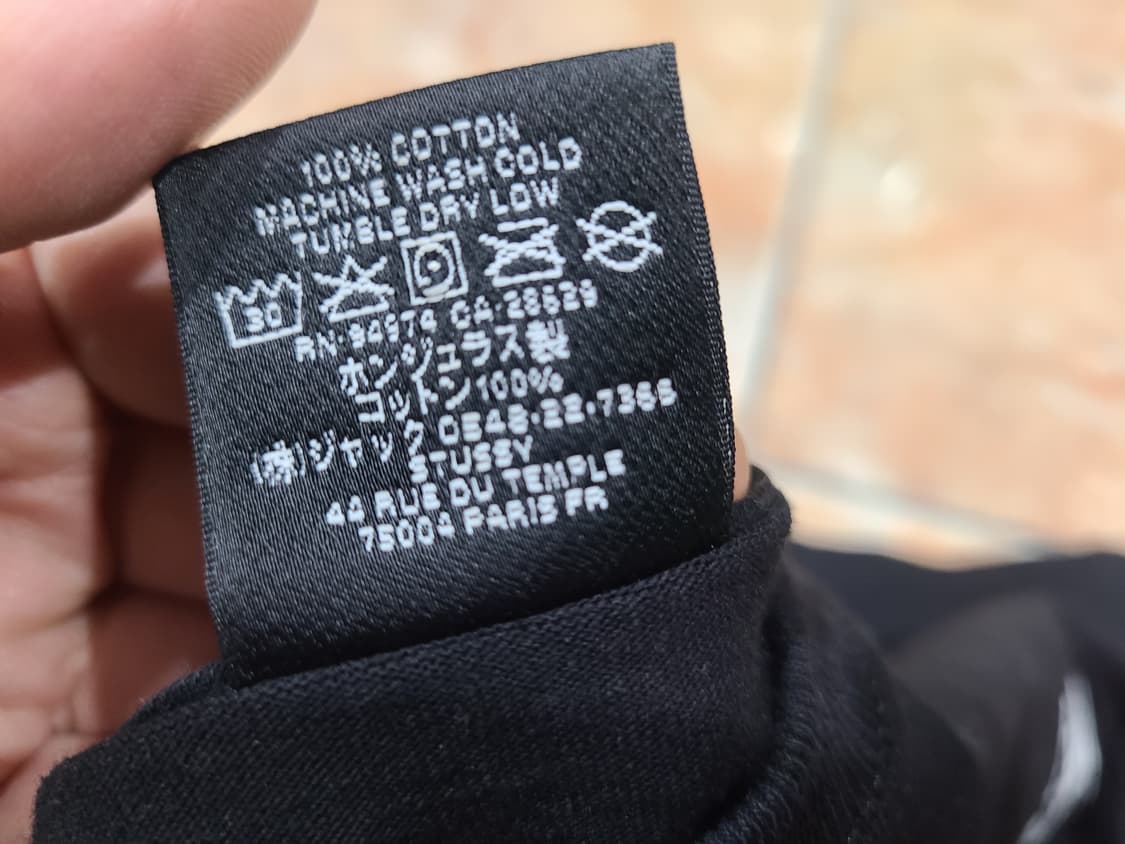 100% COTTON
MACHINE WASH COLD
TUMBLE DRY LOW
30
RN·94974 CA·28629
ホンジュラス製
コットン100%
(株)ジャック 0548·22·7366
STUSSY
44 RUE DU TEMPLE
75004 PARIS FR